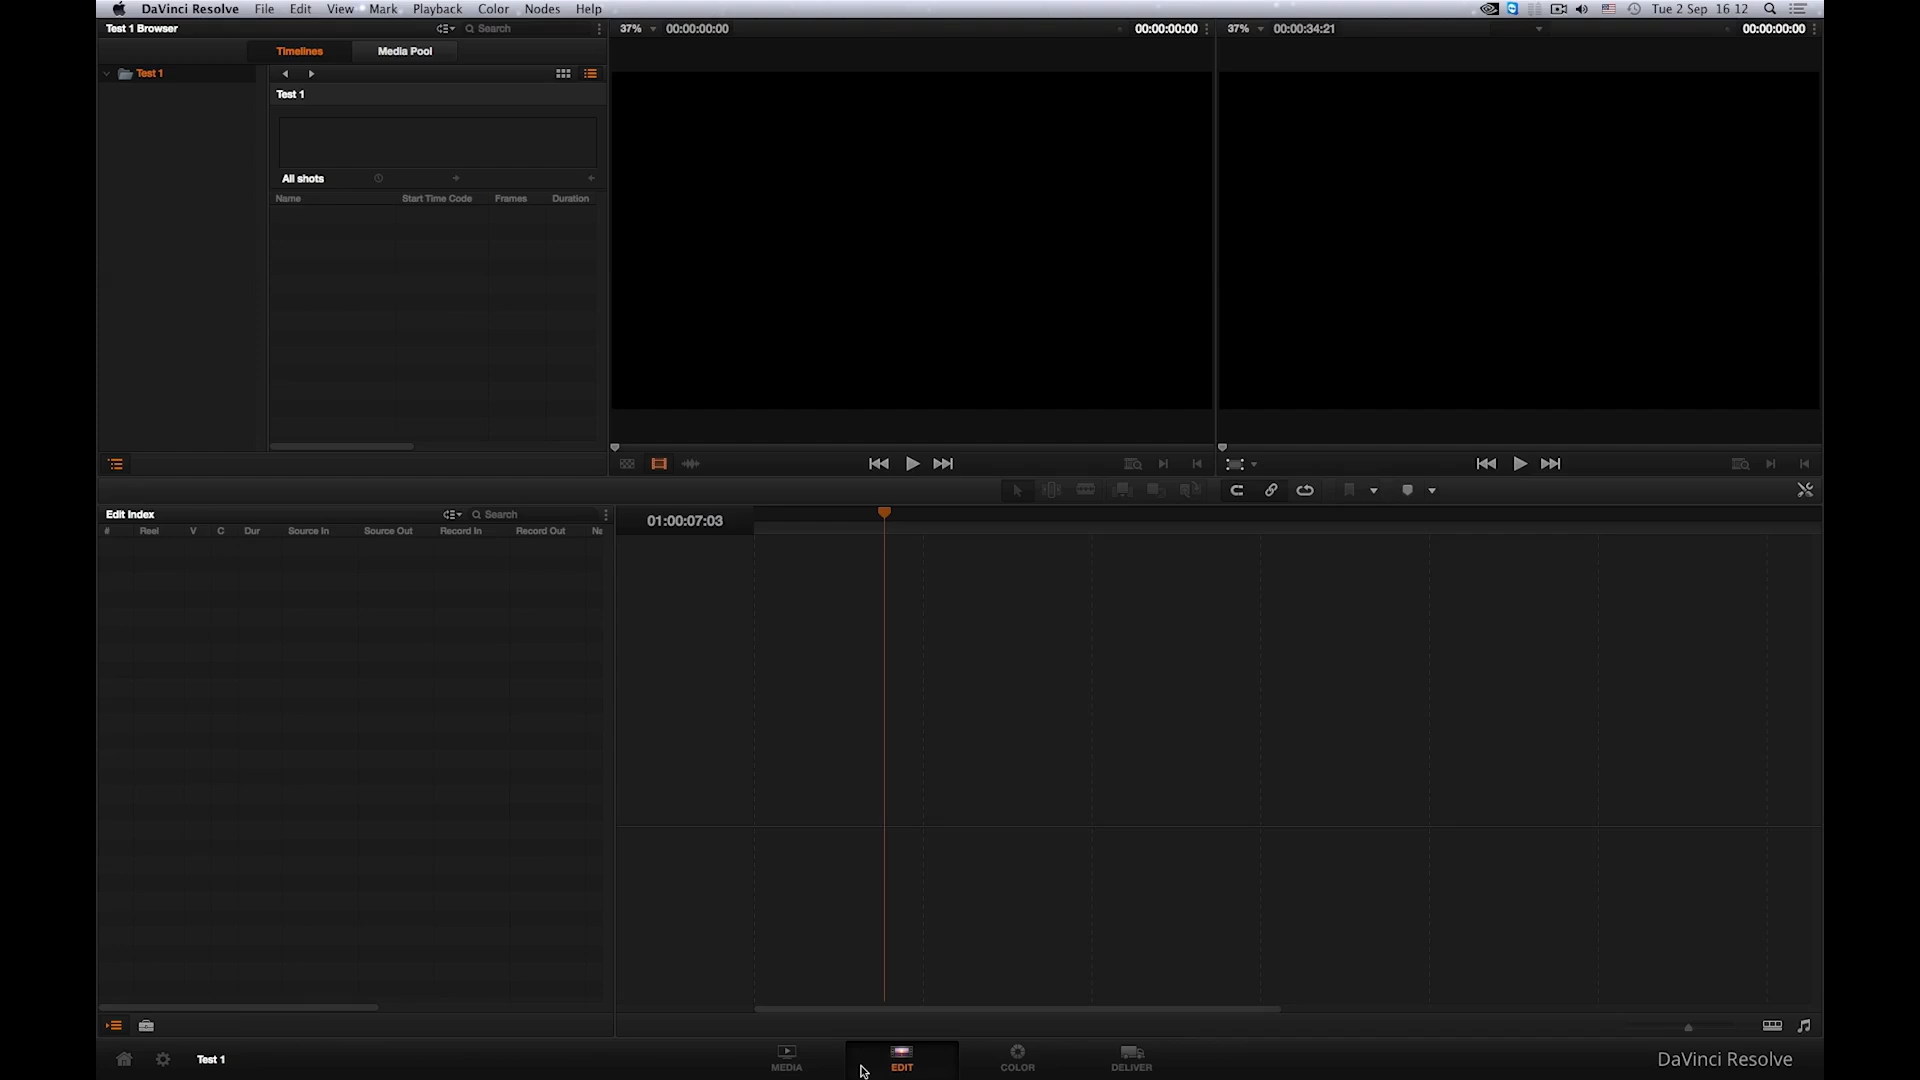 DaVinci Resolve File Edit View Mark Playback Color Nodes Help Tue 2 Sep 16 12
Test 1 Browser Search 37% 00:00:00:00 00:00:00:00 37% 00:00:34:21 00:00:00:00
Timelines Media Pool
Test 1
Test 1
All shots
Name Start Time Code Frames Duration
Edit Index Search
# Reel V C Dur Source In Source Out Record In Record Out Na
01:00:07:03
Test 1
MEDIA EDIT COLOR DELIVER
DaVinci Resolve